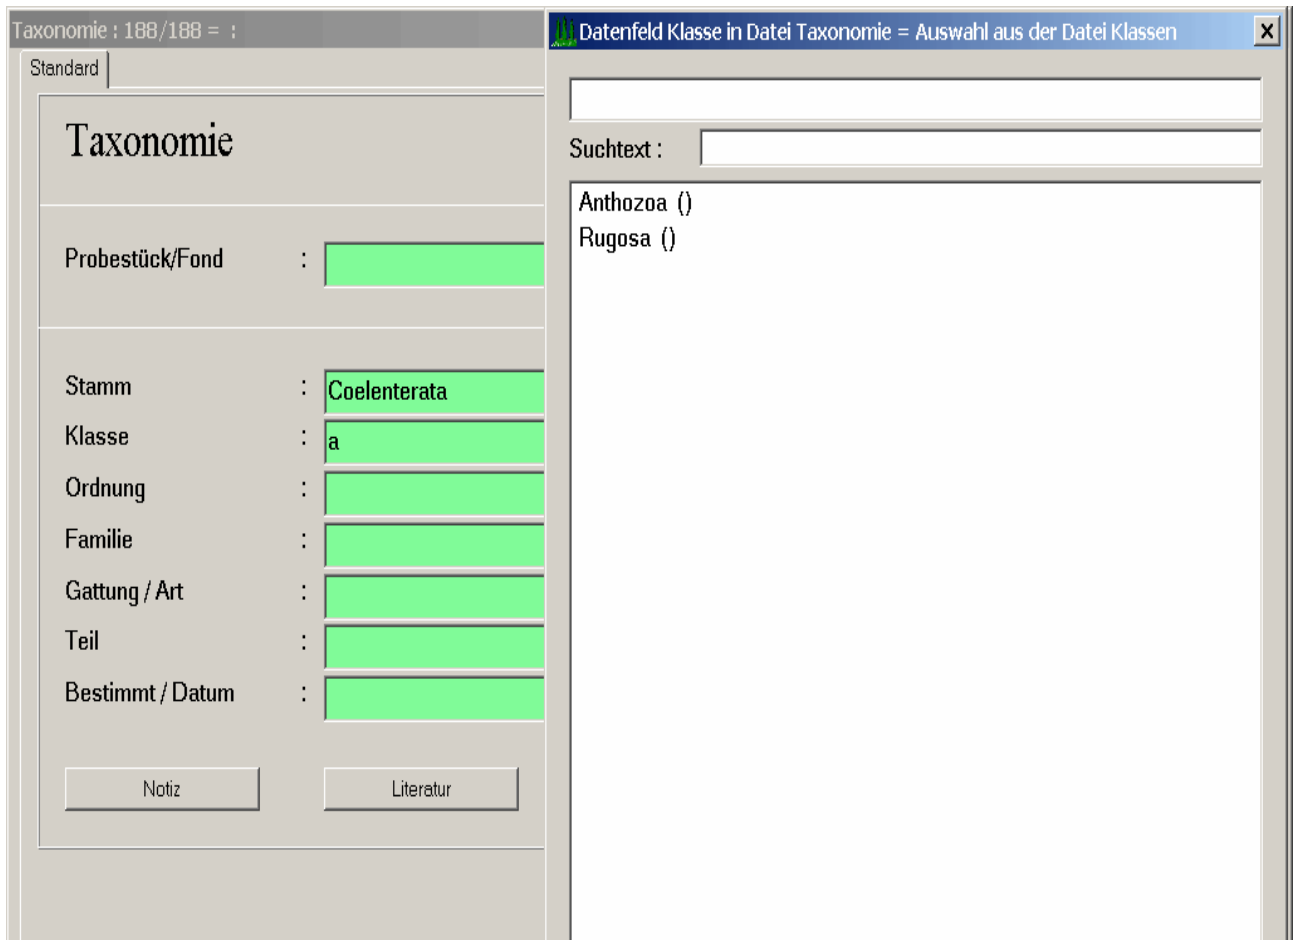 Taxonomie : 188/188 = :
Standard
Taxonomie
Probestück/Fond :
Stamm : Coelenterata
Klasse : a
Ordnung :
Familie :
Gattung / Art :
Teil :
Bestimmt / Datum :
Notiz Literatur
Datenfeld Klasse in Datei Taxonomie = Auswahl aus der Datei Klassen
Suchtext :
Anthozoa ()
Rugosa ()